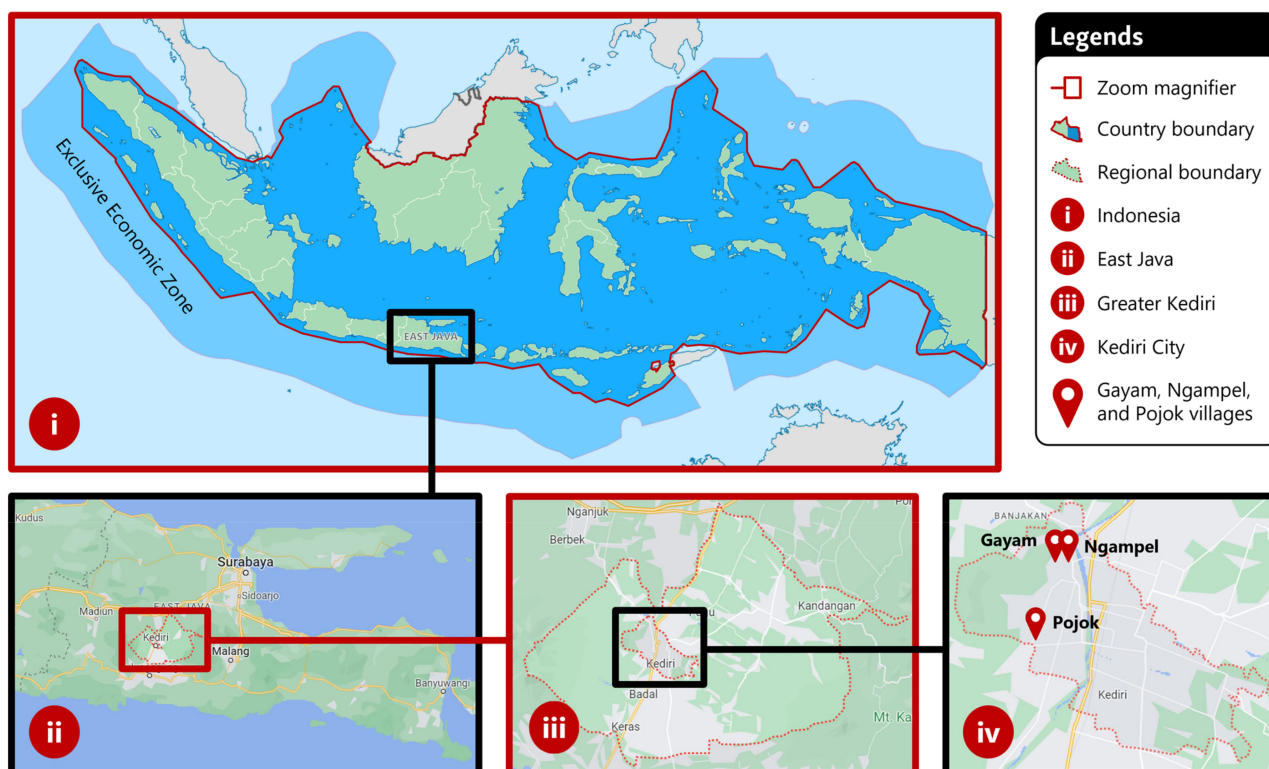 Exclusive Economic Zone
EAST JAVA
i
Legends
Zoom magnifier
Country boundary
Regional boundary
i Indonesia
ii East Java
iii Greater Kediri
iv Kediri City
Gayam, Ngampel,
and Pojok villages
Kudus
Surabaya
Sidoarjo
EAST JAVA
Madiun
Kediri
Malang
Banyuwangi
ii
Nganjuk
Berbek
Kandangan
Kediri
Badal
Keras
Mt. Ka
iii
BANJAKAN
Gayam
Ngampel
Pojok
Kediri
iv